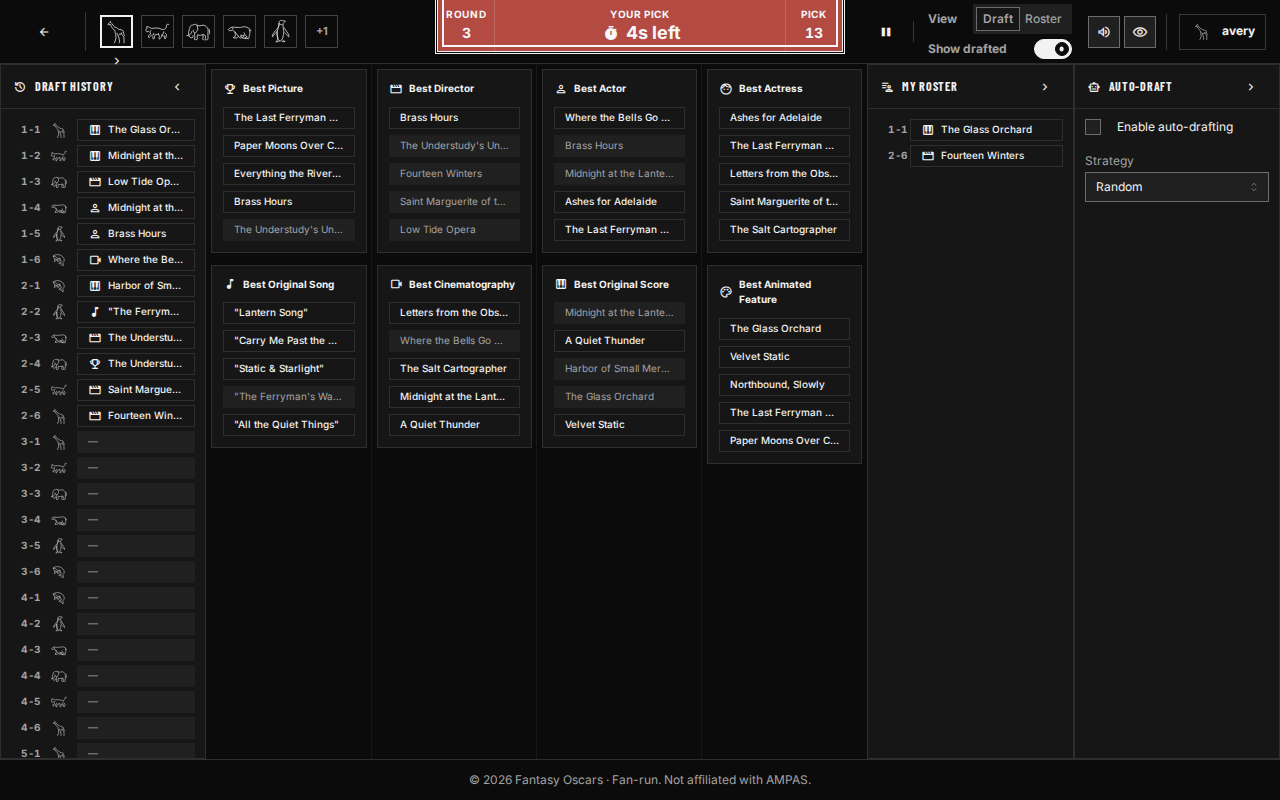 +1
ROUND
3
YOUR PICK
4s left
PICK
13
View
Draft
Roster
Show drafted
avery
DRAFT HISTORY
1-1 The Glass Or...
1-2 Midnight at th...
1-3 Low Tide Op...
1-4 Midnight at th...
1-5 Brass Hours
1-6 Where the Be...
2-1 Harbor of Sm...
2-2 "The Ferrym...
2-3 The Understu...
2-4 The Understu...
2-5 Saint Margue...
2-6 Fourteen Win...
3-1 —
3-2 —
3-3 —
3-4 —
3-5 —
3-6 —
4-1 —
4-2 —
4-3 —
4-4 —
4-5 —
4-6 —
5-1 —
Best Picture
The Last Ferryman ...
Paper Moons Over C...
Everything the River...
Brass Hours
The Understudy's Un...
Best Director
Brass Hours
The Understudy's Un...
Fourteen Winters
Saint Marguerite of t...
Low Tide Opera
Best Actor
Where the Bells Go ...
Brass Hours
Midnight at the Lante...
Ashes for Adelaide
The Last Ferryman ...
Best Actress
Ashes for Adelaide
The Last Ferryman ...
Letters from the Obs...
Saint Marguerite of t...
The Salt Cartographer
Best Original Song
"Lantern Song"
"Carry Me Past the ...
"Static & Starlight"
"The Ferryman's Wa...
"All the Quiet Things"
Best Cinematography
Letters from the Obs...
Where the Bells Go ...
The Salt Cartographer
Midnight at the Lant...
A Quiet Thunder
Best Original Score
Midnight at the Lante...
A Quiet Thunder
Harbor of Small Mer...
The Glass Orchard
Velvet Static
Best Animated
Feature
The Glass Orchard
Velvet Static
Northbound, Slowly
The Last Ferryman ...
Paper Moons Over C...
MY ROSTER
1-1 The Glass Orchard
2-6 Fourteen Winters
AUTO-DRAFT
Enable auto-drafting
Strategy
Random
© 2026 Fantasy Oscars · Fan-run. Not affiliated with AMPAS.